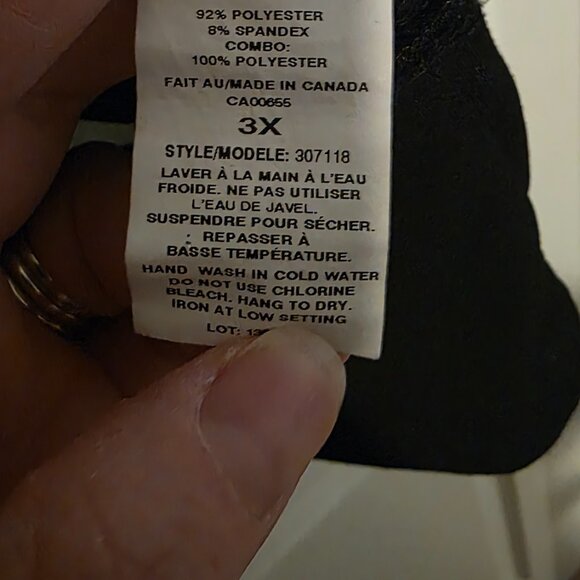 92% POLYESTER
8% SPANDEX
COMBO:
100% POLYESTER
FAIT AU/MADE IN CANADA
CA00655
3X
STYLE/MODELE: 307118
LAVER À LA MAIN À L'EAU
FROIDE. NE PAS UTILISER
L'EAU DE JAVEL.
SUSPENDRE POUR SÉCHER.
REPASSER À
BASSE TEMPÉRATURE.
HAND WASH IN COLD WATER
DO NOT USE CHLORINE
BLEACH. HANG TO DRY.
IRON AT LOW SETTING
LOT: